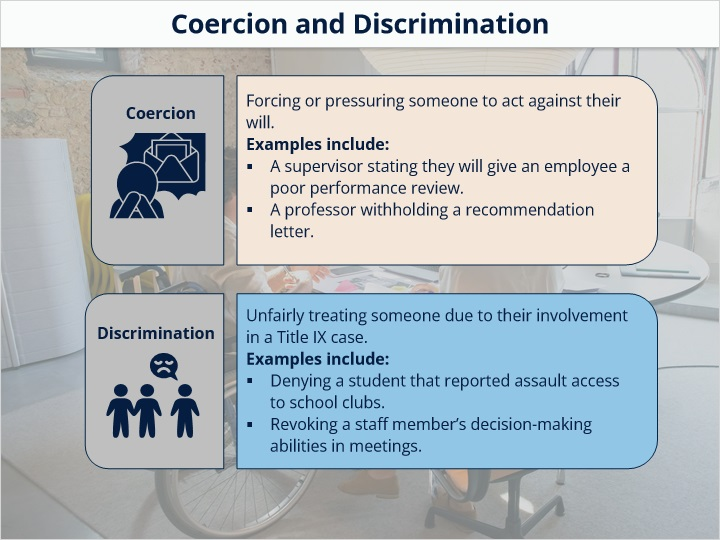 Coercion and Discrimination
Coercion
Forcing or pressuring someone to act against their
will.
Examples include:
▪ A supervisor stating they will give an employee a
poor performance review.
▪ A professor withholding a recommendation
letter.
Discrimination
Unfairly treating someone due to their involvement
in a Title IX case.
Examples include:
▪ Denying a student that reported assault access
to school clubs.
▪ Revoking a staff member’s decision-making
abilities in meetings.